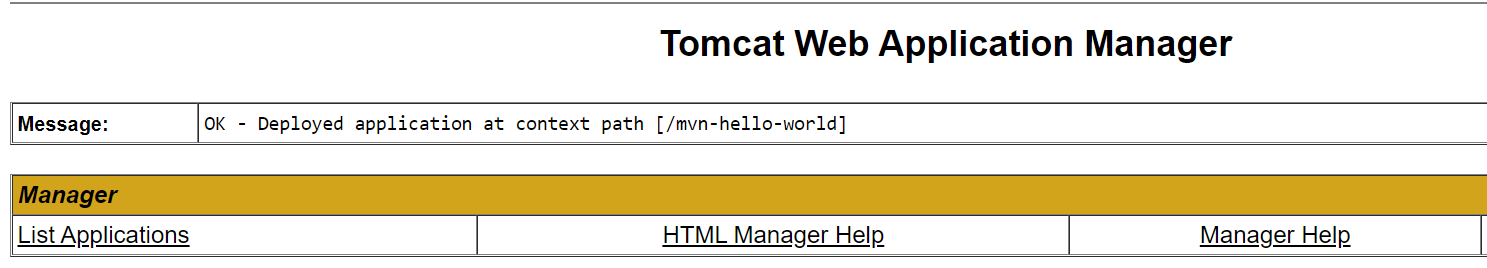 Tomcat Web Application Manager
Message: OK - Deployed application at context path [/mvn-hello-world]
Manager
List Applications HTML Manager Help Manager Help